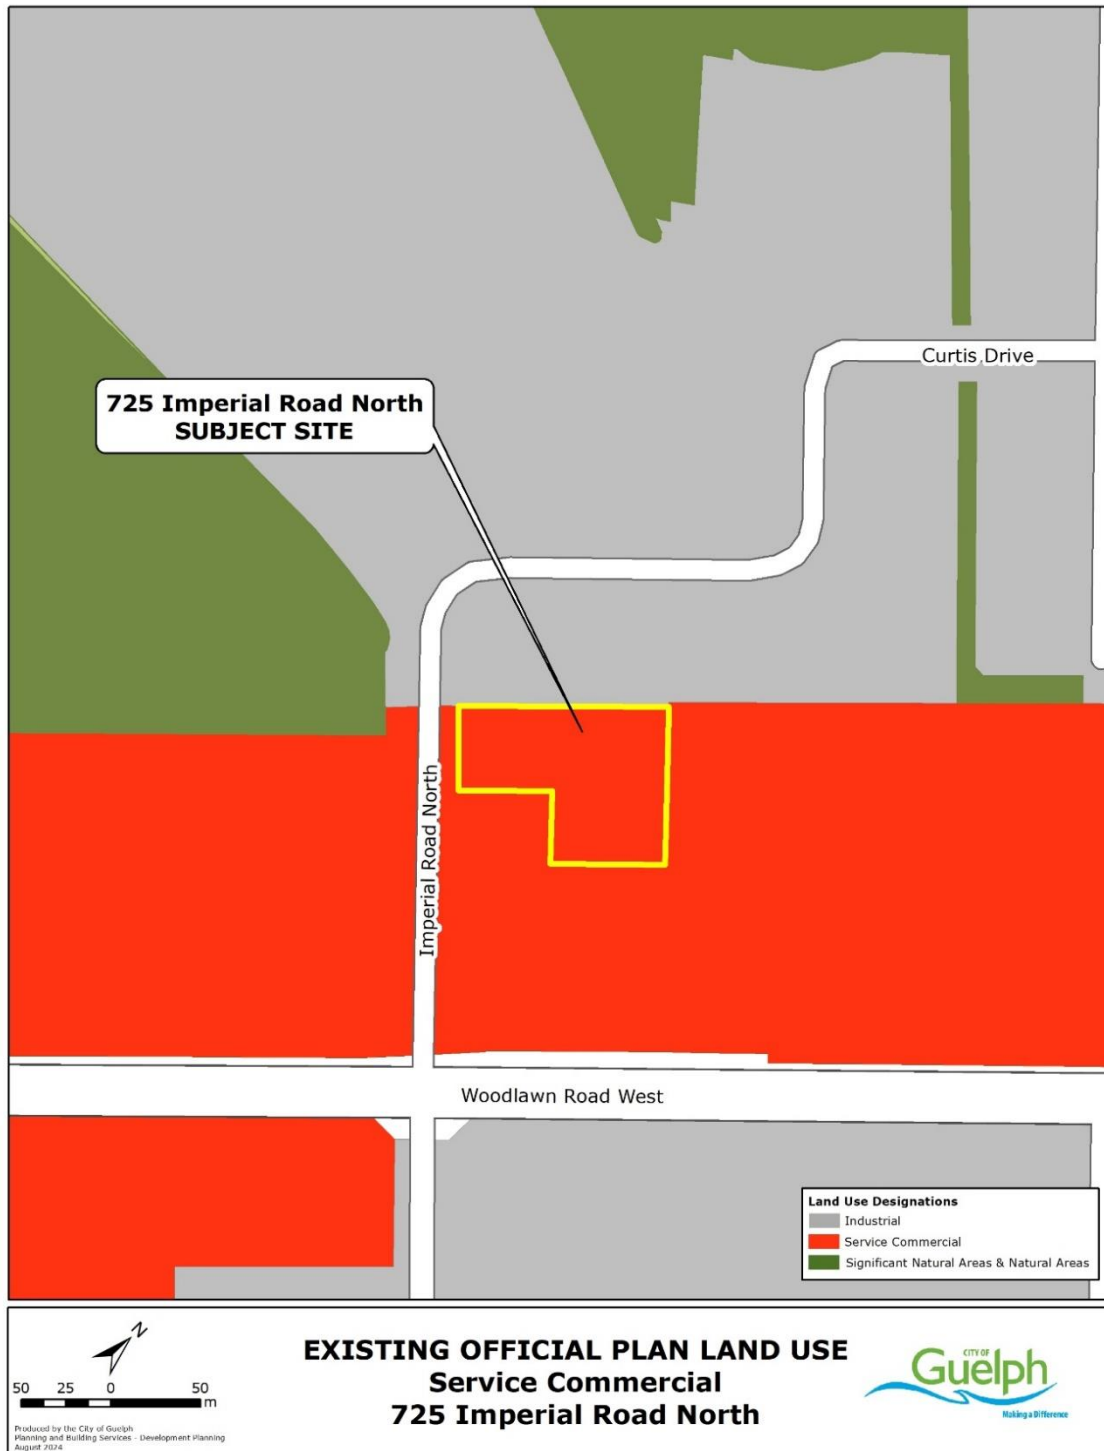 Curtis Drive
725 Imperial Road North
SUBJECT SITE
Imperial Road North
Woodlawn Road West
Land Use Designations
Industrial
Service Commercial
Significant Natural Areas & Natural Areas
N
50 25 0 50
m
Produced by the City of Guelph
Planning and Building Services - Development Planning
August 2024
EXISTING OFFICIAL PLAN LAND USE
Service Commercial
725 Imperial Road North
CITY OF
Guelph
Making a Difference